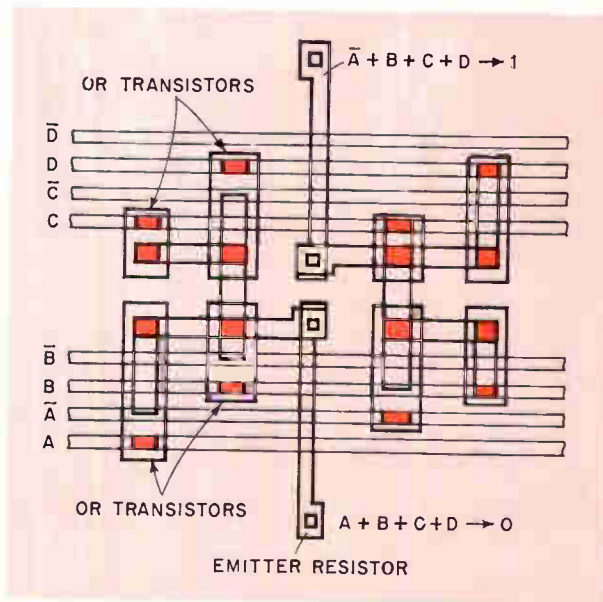 Ā + B + C + D → 1
OR TRANSISTORS
D̄
D
C̄
C
B̄
B
Ā
A
OR TRANSISTORS
A + B + C + D → 0
EMITTER RESISTOR